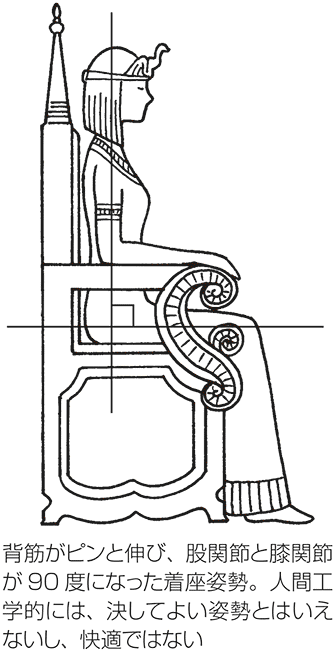 背筋がピンと伸び、股関節と膝関節
が 90 度になった着座姿勢。人間工
学的には、決してよい姿勢とはいえ
ないし、快適ではない